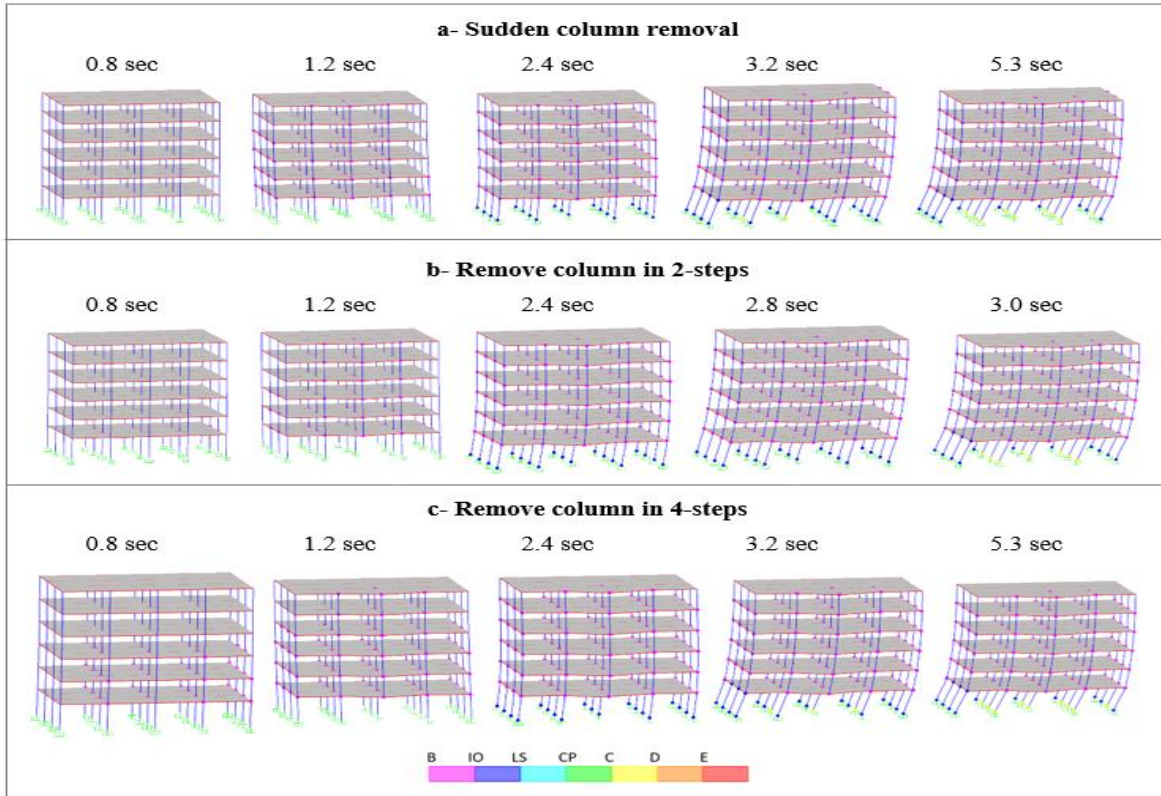 a- Sudden column removal
0.8 sec 1.2 sec 2.4 sec 3.2 sec 5.3 sec
b- Remove column in 2-steps
0.8 sec 1.2 sec 2.4 sec 2.8 sec 3.0 sec
c- Remove column in 4-steps
0.8 sec 1.2 sec 2.4 sec 3.2 sec 5.3 sec
B IO LS CP C D E